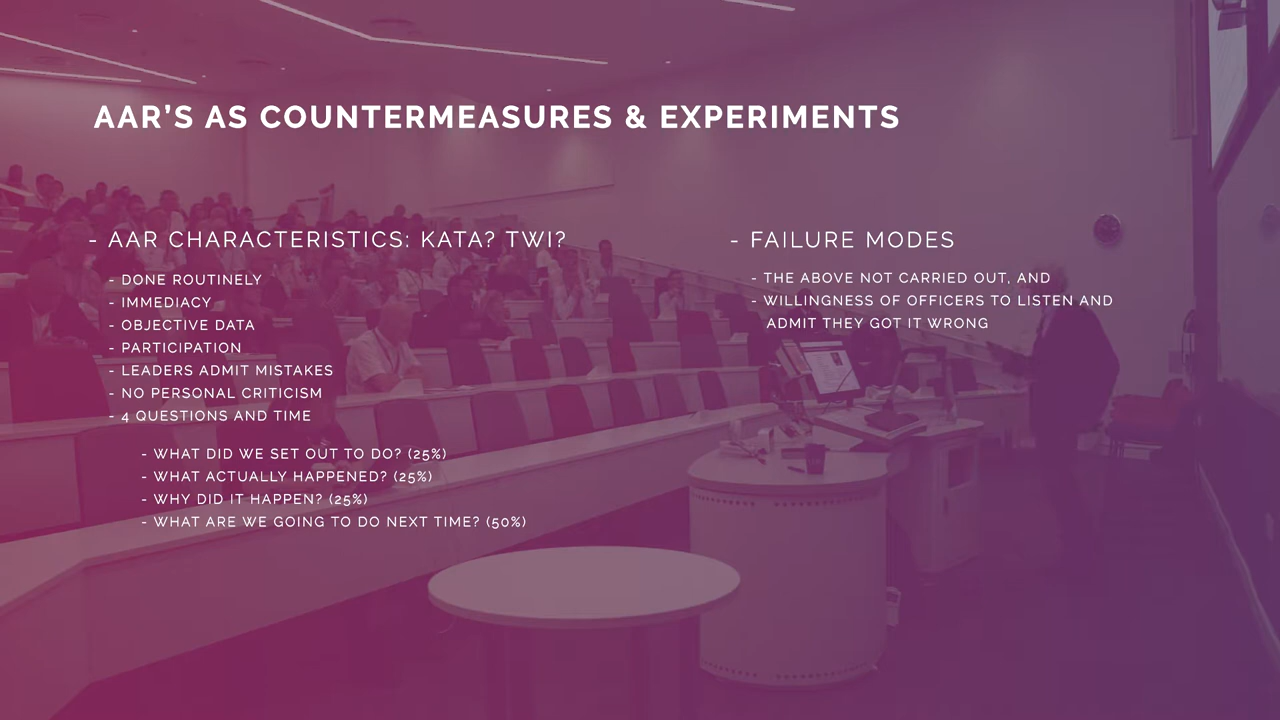 AAR'S AS COUNTERMEASURES & EXPERIMENTS
- AAR CHARACTERISTICS: KATA? TWI?
- DONE ROUTINELY
- IMMEDIACY
- OBJECTIVE DATA
- PARTICIPATION
- LEADERS ADMIT MISTAKES
- NO PERSONAL CRITICISM
- 4 QUESTIONS AND TIME
- WHAT DID WE SET OUT TO DO? (25%)
- WHAT ACTUALLY HAPPENED? (25%)
- WHY DID IT HAPPEN? (25%)
- WHAT ARE WE GOING TO DO NEXT TIME? (50%)
- FAILURE MODES
- THE ABOVE NOT CARRIED OUT, AND
- WILLINGNESS OF OFFICERS TO LISTEN AND
ADMIT THEY GOT IT WRONG